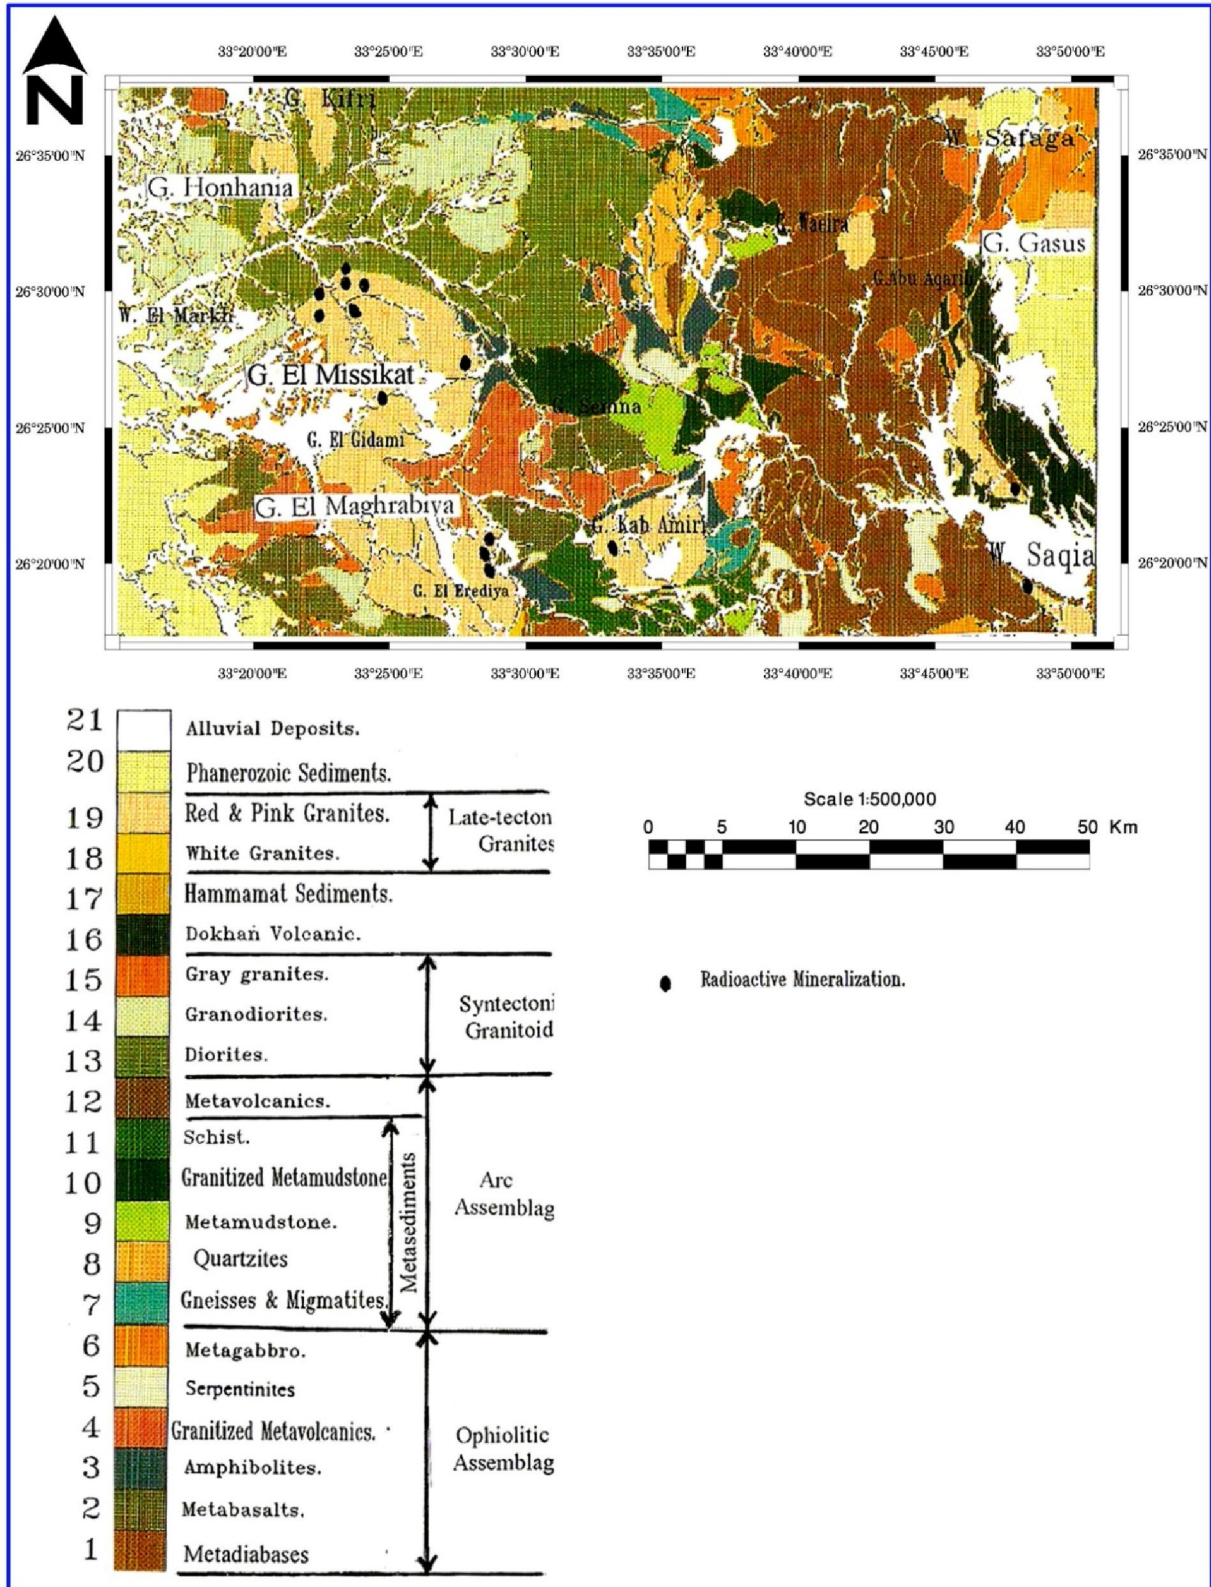 N
33°20'00"E 33°25'00"E 33°30'00"E 33°35'00"E 33°40'00"E 33°45'00"E 33°50'00"E
G. Kifri
W. Safaga
26°35'00"N 26°35'00"N
G. Honhania
G. Waeira
G. Gasus
G.Abu Aqarib
26°30'00"N 26°30'00"N
W. El Markh
G. El Missikat
G. Semna
26°25'00"N 26°25'00"N
G. El Gidami
G. El Maghrabiya
G. Kab Amiri
W. Saqia
26°20'00"N 26°20'00"N
G. El Erediya
33°20'00"E 33°25'00"E 33°30'00"E 33°35'00"E 33°40'00"E 33°45'00"E 33°50'00"E
21 Alluvial Deposits.
20 Phanerozoic Sediments.
19 Red & Pink Granites.
18 White Granites.
Late-tecton
Granites
17 Hammamat Sediments.
16 Dokhan Volcanic.
15 Gray granites.
14 Granodiorites.
13 Diorites.
Syntectoni
Granitoid
12 Metavolcanics.
11 Schist.
10 Granitized Metamudstone
9 Metamudstone.
8 Quartzites
7 Gneisses & Migmatites.
Metasediments
Arc
Assemblag
6 Metagabbro.
5 Serpentinites
4 Granitized Metavolcanics.
3 Amphibolites.
2 Metabasalts.
1 Metadiabases
Ophiolitic
Assemblag
Scale 1:500,000
0 5 10 20 30 40 50 Km
Radioactive Mineralization.